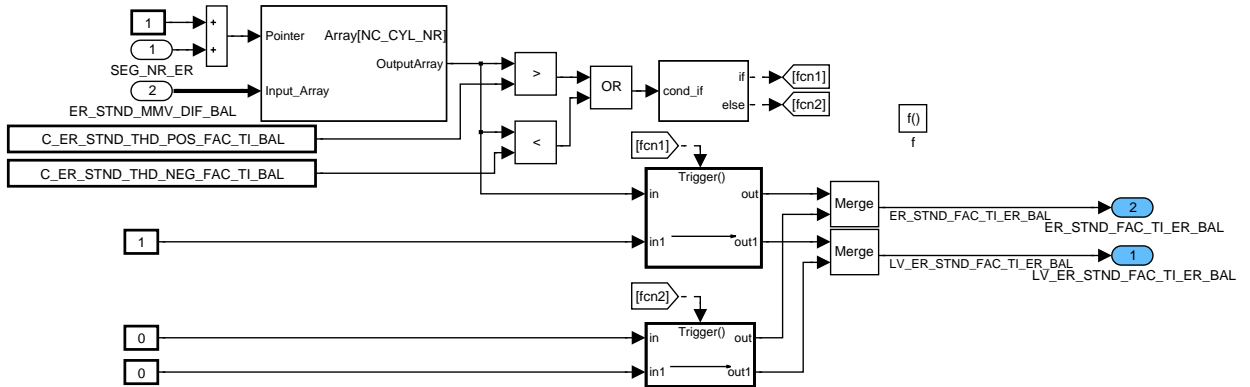 1
+
+
1
SEG_NR_ER
2
ER_STND_MMV_DIF_BAL
Pointer
Array[NC_CYL_NR]
OutputArray
Input_Array
>
<
OR
cond_if
if
else
[fcn1]
[fcn2]
f()
f
C_ER_STND_THD_POS_FAC_TI_BAL
C_ER_STND_THD_NEG_FAC_TI_BAL
[fcn1]
Trigger()
in
out
in1
out1
1
Merge
ER_STND_FAC_TI_ER_BAL
2
ER_STND_FAC_TI_ER_BAL
Merge
LV_ER_STND_FAC_TI_ER_BAL
1
LV_ER_STND_FAC_TI_ER_BAL
[fcn2]
Trigger()
0
in
out
0
in1
out1